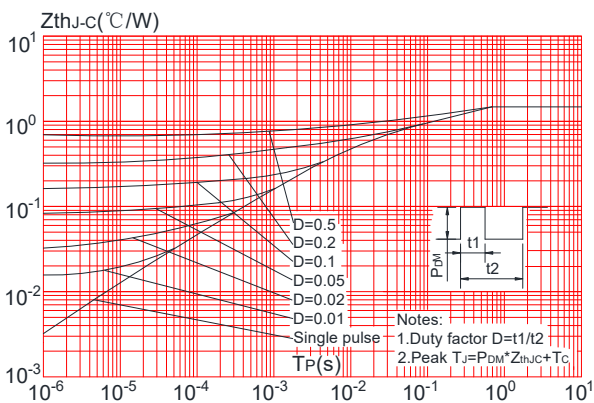 ZthJ-C(℃/W)
10¹
10⁰
10⁻¹
10⁻²
10⁻³
D=0.5
D=0.2
D=0.1
D=0.05
D=0.02
D=0.01
Single pulse
PDM
t1
t2
Notes:
1.Duty factor D=t1/t2
2.Peak TJ=PDM*ZthJC+TC
TP(s)
10⁻⁶ 10⁻⁵ 10⁻⁴ 10⁻³ 10⁻² 10⁻¹ 10⁰ 10¹